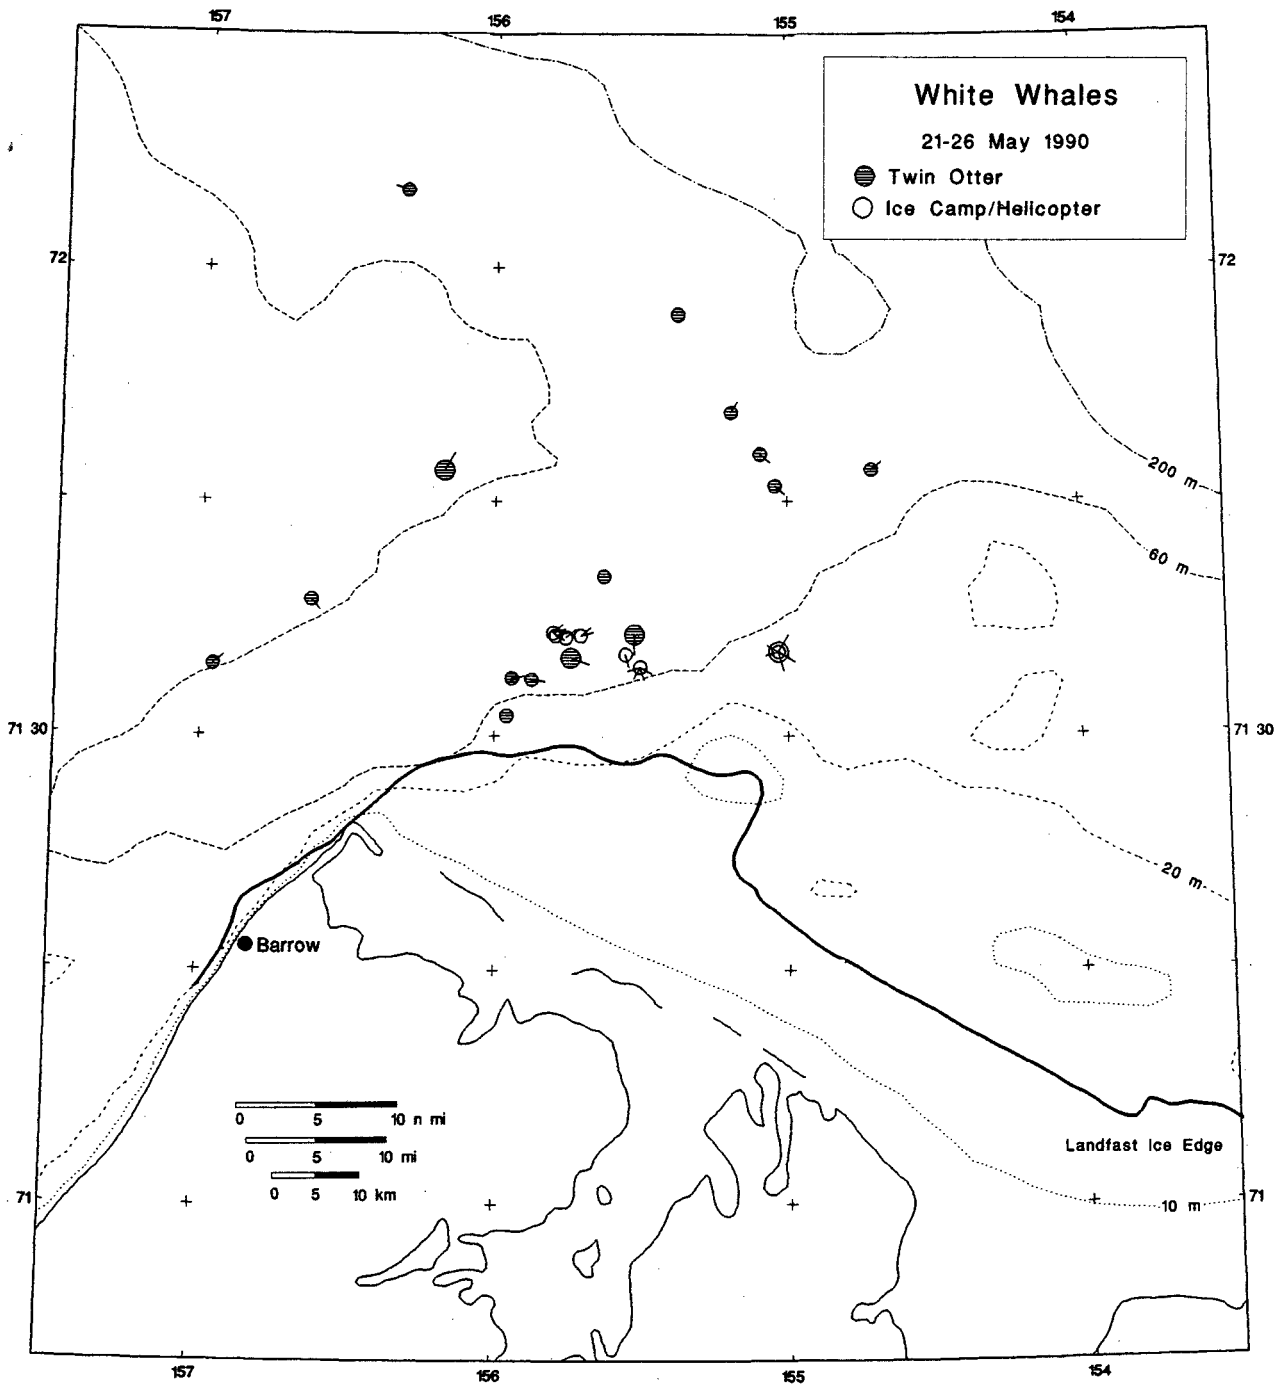 157 156 155 154
White Whales
21-26 May 1990
Twin Otter
Ice Camp/Helicopter
72 72
200 m
60 m
71 30 71 30
20 m
Barrow
0 5 10 n mi
0 5 10 mi
0 5 10 km
Landfast Ice Edge
71 71
10 m
157 156 155 154